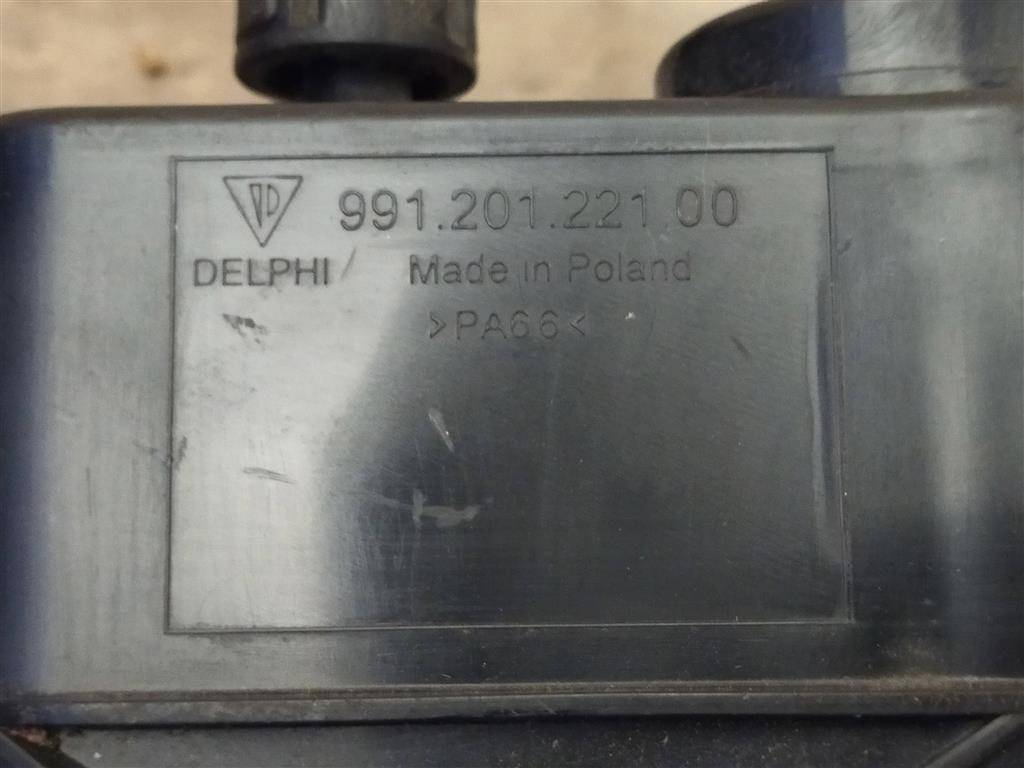 991.201.221.00
DELPHI Made in Poland
>PA66<